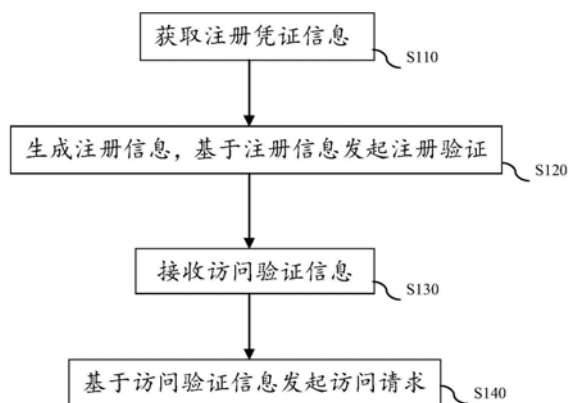 获取注册凭证信息
S110
生成注册信息，基于注册信息发起注册验证
S120
接收访问验证信息
S130
基于访问验证信息发起访问请求
S140